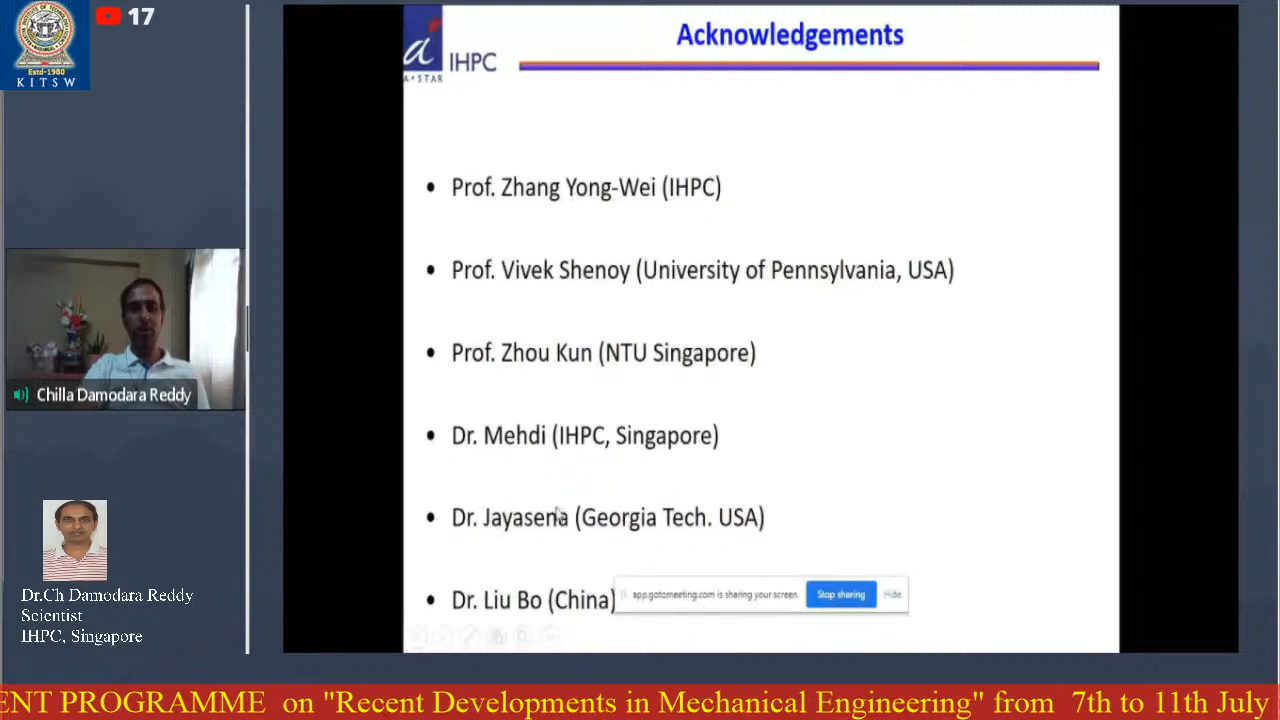 Estd-1980
KITSW
17
A*STAR
IHPC
Acknowledgements
• Prof. Zhang Yong-Wei (IHPC)
• Prof. Vivek Shenoy (University of Pennsylvania, USA)
• Prof. Zhou Kun (NTU Singapore)
• Dr. Mehdi (IHPC, Singapore)
• Dr. Jayasena (Georgia Tech. USA)
• Dr. Liu Bo (China)
app.gotomeeting.com is sharing your screen.
Stop sharing
Hide
Chilla Damodara Reddy
Dr.Ch Damodara Reddy
Scientist
IHPC, Singapore
ENT PROGRAMME on "Recent Developments in Mechanical Engineering" from 7th to 11th July